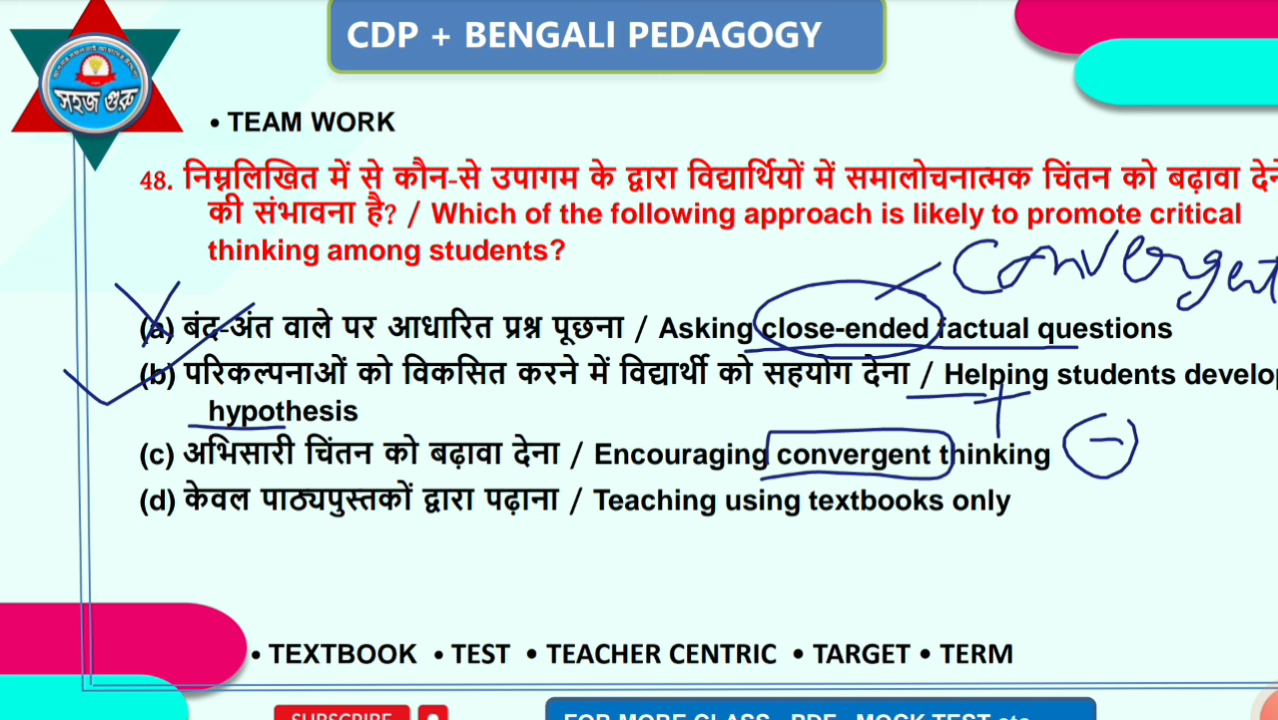 CDP + BENGALI PEDAGOGY
সহজ গুরু
• TEAM WORK
48. निम्नलिखित में से कौन-से उपागम के द्वारा विद्यार्थियों में समालोचनात्मक चिंतन को बढ़ावा देने
की संभावना है? / Which of the following approach is likely to promote critical
thinking among students?
Convergent
(a) बंद-अंत वाले पर आधारित प्रश्न पूछना / Asking close-ended factual questions
(b) परिकल्पनाओं को विकसित करने में विद्यार्थी को सहयोग देना / Helping students develop
hypothesis
(c) अभिसारी चिंतन को बढ़ावा देना / Encouraging convergent thinking
(d) केवल पाठ्यपुस्तकों द्वारा पढ़ाना / Teaching using textbooks only
• TEXTBOOK • TEST • TEACHER CENTRIC • TARGET • TERM
SUBSCRIBE
FOR MORE CLASS, PDF, MOCK TEST etc